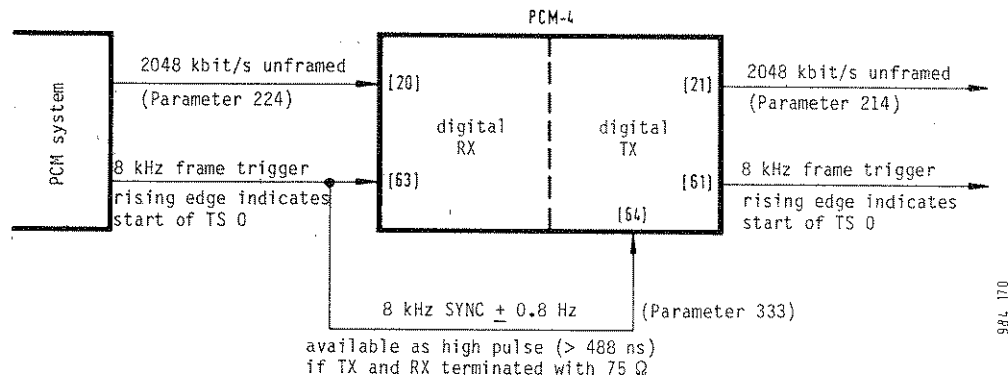 PCM-4
PCM system
2048 kbit/s unframed
(Parameter 224)
8 kHz frame trigger
rising edge indicates
start of TS 0
[20]
digital
RX
[63]
[21]
digital
TX
[61]
[64]
2048 kbit/s unframed
(Parameter 214)
8 kHz frame trigger
rising edge indicates
start of TS 0
8 kHz SYNC ± 0.8 Hz
(Parameter 333)
available as high pulse (> 488 ns)
if TX and RX terminated with 75 Ω
984 170